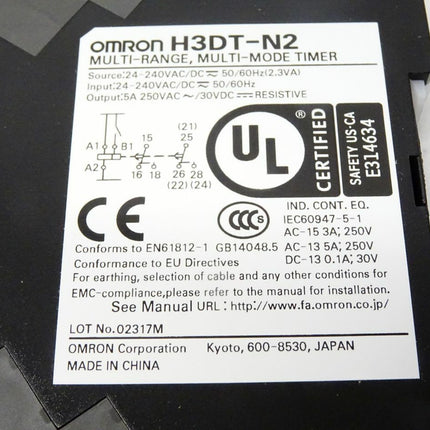 OMRON H3DT-N2
MULTI-RANGE, MULTI-MODE TIMER
Source:24-240VAC/DC 50/60Hz(2.3VA)
Input:24-240VAC/DC 50/60Hz
Output:5A 250VAC ~/30VDC RESISTIVE
(21)
15 25
A1 B1
A2
16 18 26 28
(22) (24)
UL ®
CERTIFIED
SAFETY US-CA
E314634
CE
CCC S
IND. CONT. EQ.
IEC60947-5-1
AC-15 3A, 250V
AC-13 5A, 250V
DC-13 0.1A, 30V
Conforms to EN61812-1 GB14048.5
Conformance to EU Directives
For earthing, selection of cable and any other conditions for
EMC-compliance,please refer to the manual for installation.
See Manual URL : http://www.fa.omron.co.jp/
LOT No.02317M
OMRON Corporation Kyoto, 600-8530, JAPAN
MADE IN CHINA